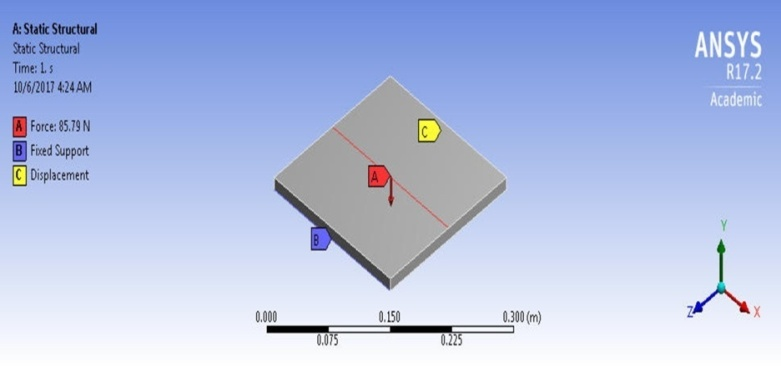 A: Static Structural
Static Structural
Time: 1. s
10/6/2017 4:24 AM
A Force: 85.79 N
B Fixed Support
C Displacement
ANSYS
R17.2
Academic
C
A
B
0.000 0.150 0.300 (m)
0.075 0.225
Y
Z X